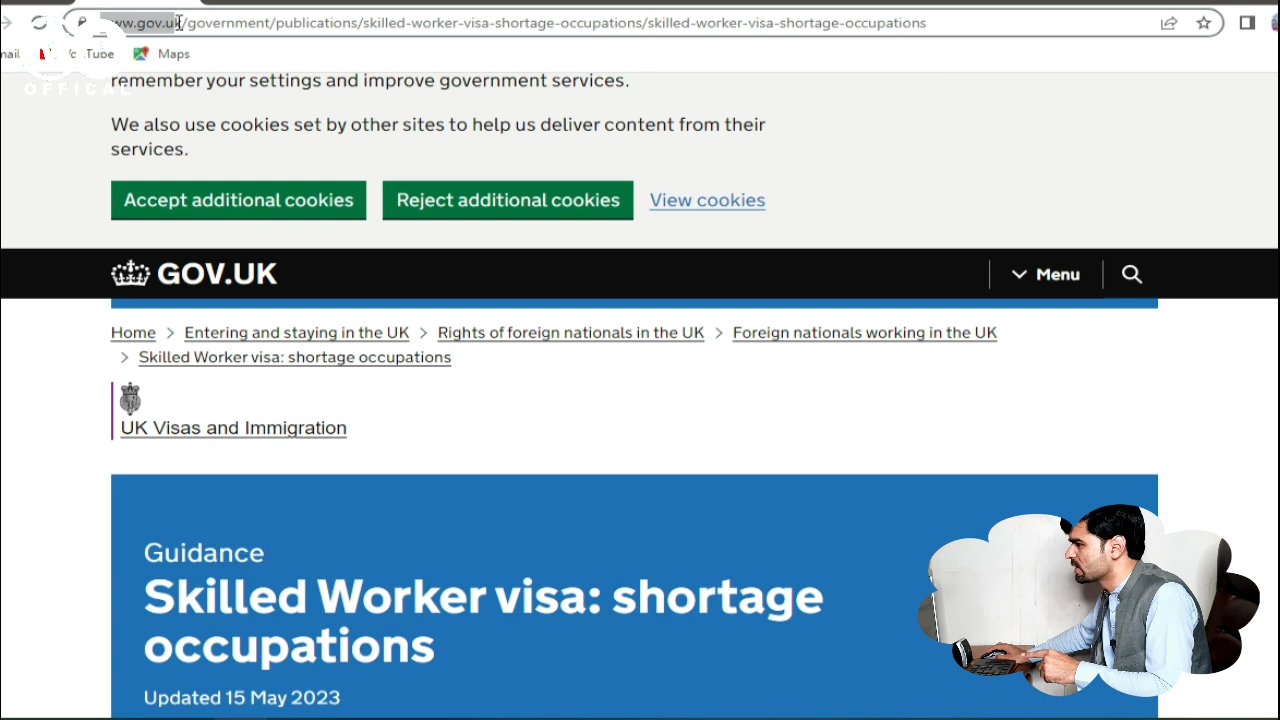 www.gov.uk/government/publications/skilled-worker-visa-shortage-occupations/skilled-worker-visa-shortage-occupations
YouTube Maps
OFFICAL
remember your settings and improve government services.
We also use cookies set by other sites to help us deliver content from their
services.
Accept additional cookies Reject additional cookies View cookies
GOV.UK Menu
Home > Entering and staying in the UK > Rights of foreign nationals in the UK > Foreign nationals working in the UK
> Skilled Worker visa: shortage occupations
UK Visas and Immigration
Guidance
Skilled Worker visa: shortage
occupations
Updated 15 May 2023